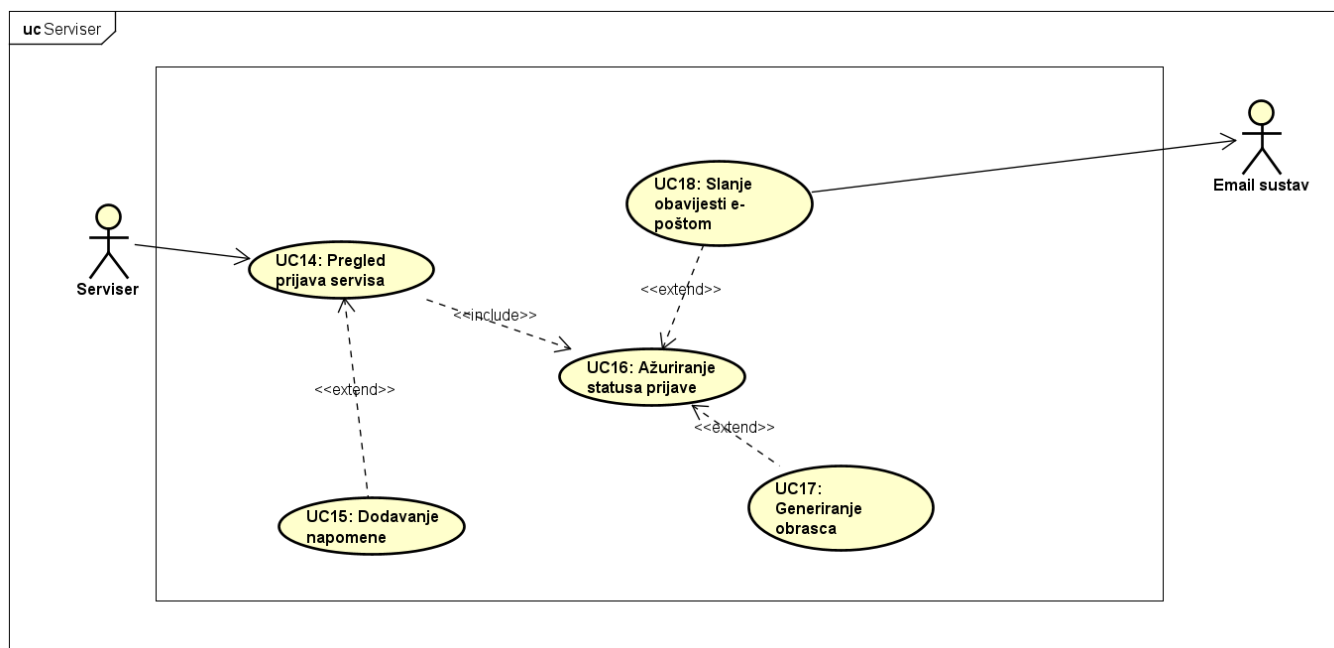 uc Serviser
UC18: Slanje
obavijesti e-
poštom
Email sustav
Serviser
UC14: Pregled
prijava servisa
<<extend>>
<<include>>
UC16: Ažuriranje
statusa prijave
<<extend>>
<<extend>>
UC15: Dodavanje
napomene
UC17:
Generiranje
obrasca